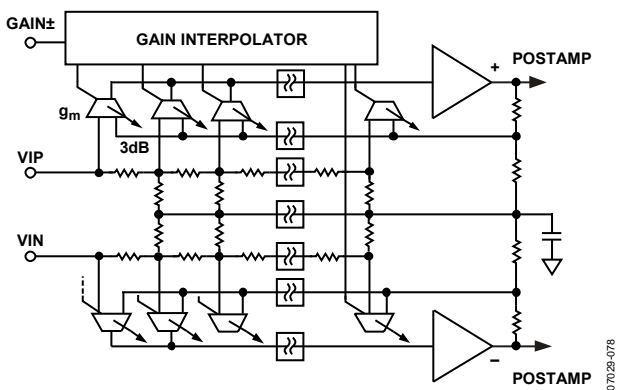 GAIN±
GAIN INTERPOLATOR
+
POSTAMP
gm
3dB
VIP
VIN
–
POSTAMP
07029-078